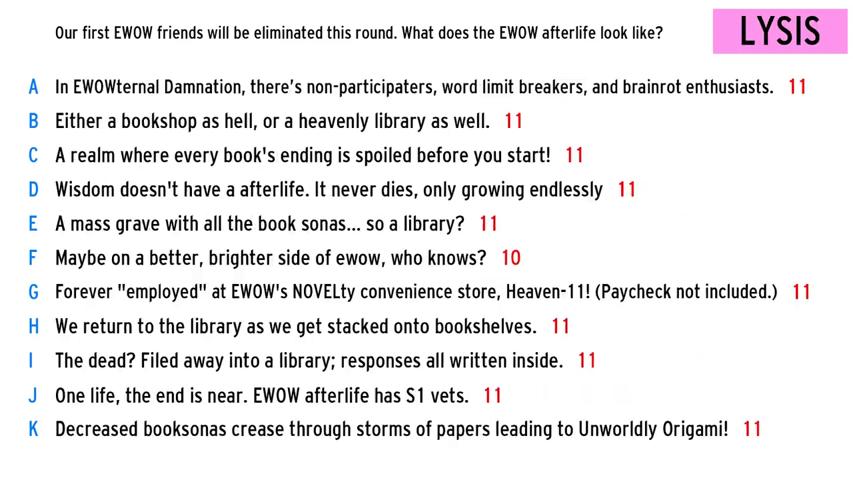 Our first EWOW friends will be eliminated this round. What does the EWOW afterlife look like?
LYSIS
A In EWOWternal Damnation, there's non-participaters, word limit breakers, and brainrot enthusiasts. 11
B Either a bookshop as hell, or a heavenly library as well. 11
C A realm where every book's ending is spoiled before you start! 11
D Wisdom doesn't have a afterlife. It never dies, only growing endlessly 11
E A mass grave with all the book sonas... so a library? 11
F Maybe on a better, brighter side of ewow, who knows? 10
G Forever "employed" at EWOW's NOVELty convenience store, Heaven-11! (Paycheck not included.) 11
H We return to the library as we get stacked onto bookshelves. 11
I The dead? Filed away into a library; responses all written inside. 11
J One life, the end is near. EWOW afterlife has S1 vets. 11
K Decreased booksonas crease through storms of papers leading to Unworldly Origami! 11